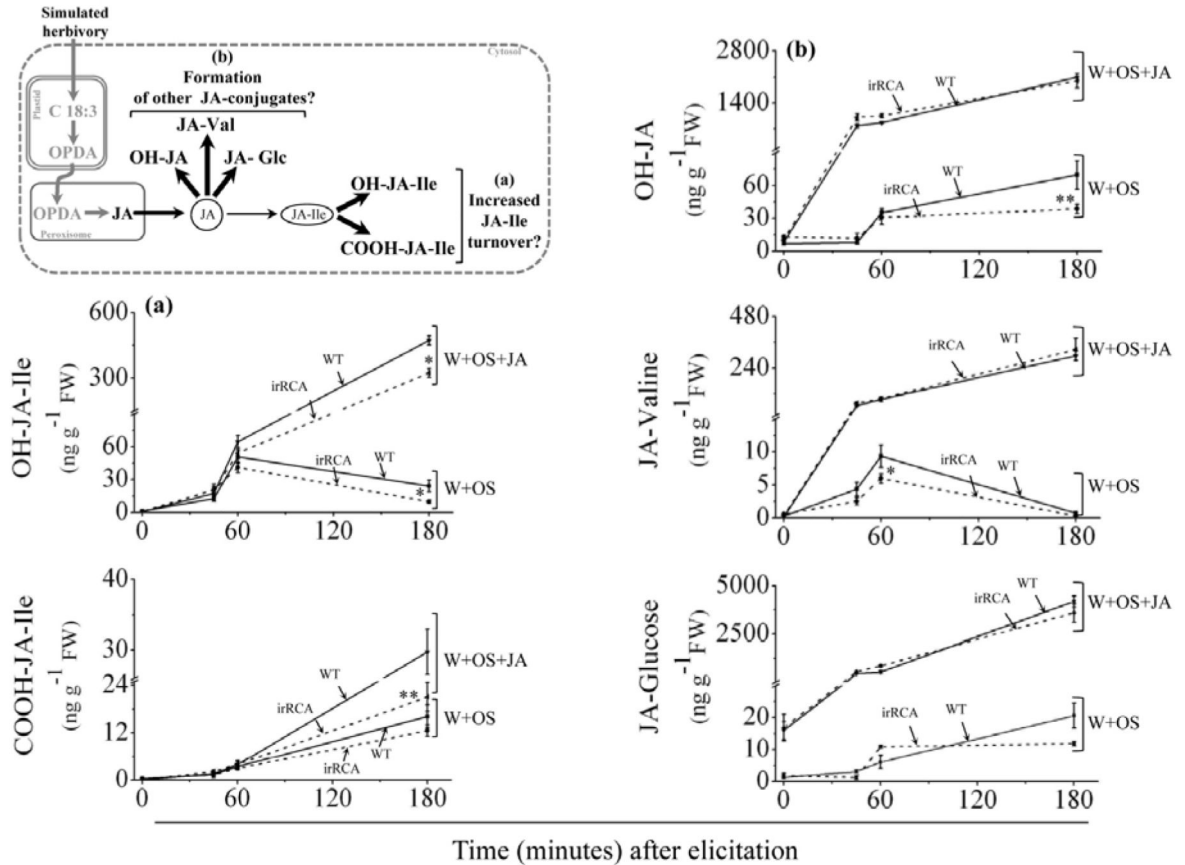 Simulated
herbivory
Cytosol
(b)
Formation
of other JA-conjugates?
Plastid
C 18:3
OPDA
JA-Val
OH-JA
JA- Glc
OPDA
JA
Peroxisome
JA
JA-Ile
OH-JA-Ile
COOH-JA-Ile
(a)
Increased
JA-Ile
turnover?
(a)
OH-JA-Ile
(ng g-1 FW)
600
300
60
30
0
0 60 120 180
WT
irRCA
*
W+OS+JA
irRCA
WT
*
W+OS
COOH-JA-Ile
(ng g-1 FW)
40
30
24
12
0
0 60 120 180
WT
irRCA
**
W+OS+JA
irRCA
WT
W+OS
(b)
OH-JA
(ng g-1 FW)
2800
1400
60
30
0
0 60 120 180
irRCA
WT
W+OS+JA
WT
irRCA
**
W+OS
JA-Valine
(ng g-1 FW)
480
240
10
5
0
0 60 120 180
irRCA
WT
W+OS+JA
*
irRCA
WT
W+OS
JA-Glucose
(ng g-1 FW)
5000
2500
20
10
0
0 60 120 180
irRCA
WT
W+OS+JA
irRCA
WT
W+OS
Time (minutes) after elicitation